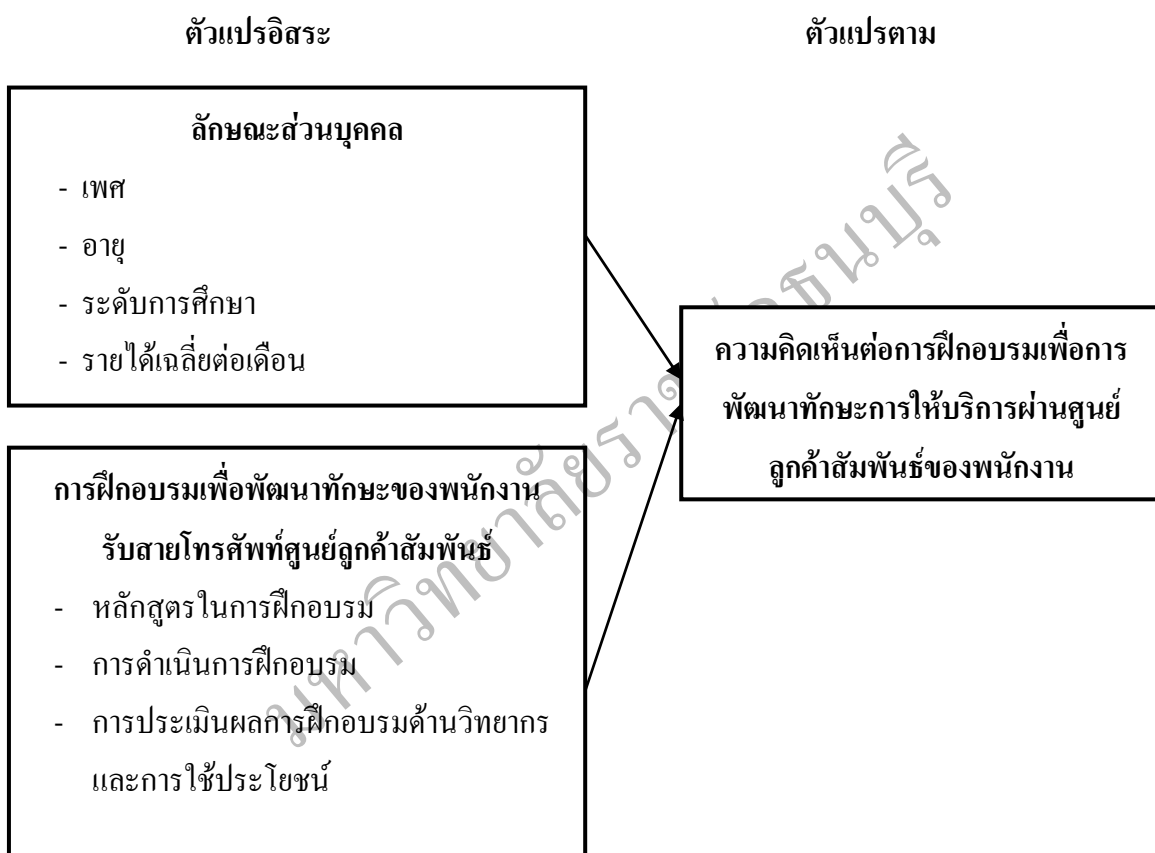 ตัวแปรอิสระ
ตัวแปรตาม
ลักษณะส่วนบุคคล
- เพศ
- อายุ
- ระดับการศึกษา
- รายได้เฉลี่ยต่อเดือน
ความคิดเห็นต่อการฝึกอบรมเพื่อการ
พัฒนาทักษะการให้บริการผ่านศูนย์
ลูกค้าสัมพันธ์ของพนักงาน
การฝึกอบรมเพื่อพัฒนาทักษะของพนักงาน
รับสายโทรศัพท์ศูนย์ลูกค้าสัมพันธ์
- หลักสูตรในการฝึกอบรม
- การดำเนินการฝึกอบรม
- การประเมินผลการฝึกอบรมด้านวิทยากร
และการใช้ประโยชน์